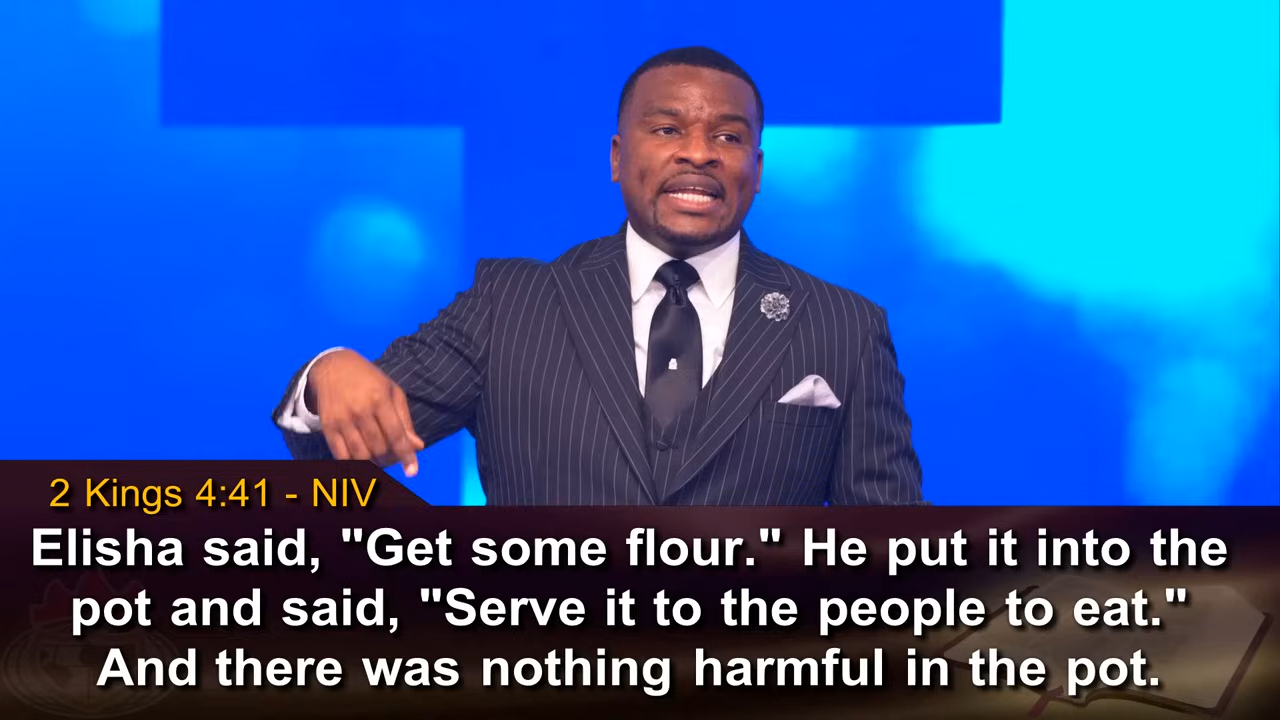 2 Kings 4:41 - NIV
Elisha said, "Get some flour." He put it into the
pot and said, "Serve it to the people to eat."
And there was nothing harmful in the pot.